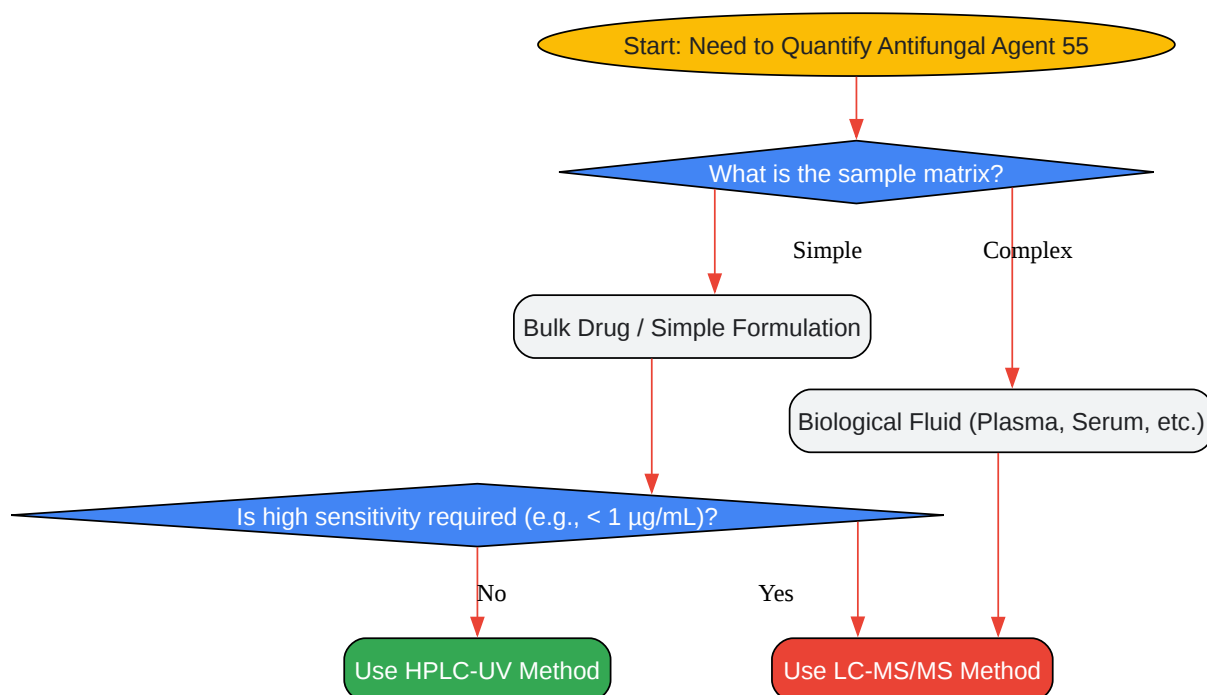 Start: Need to Quantify Antifungal Agent 55
What is the sample matrix?
Simple
Complex
Bulk Drug / Simple Formulation
Biological Fluid (Plasma, Serum, etc.)
Is high sensitivity required (e.g., < 1 µg/mL)?
No
Yes
Use HPLC-UV Method
Use LC-MS/MS Method